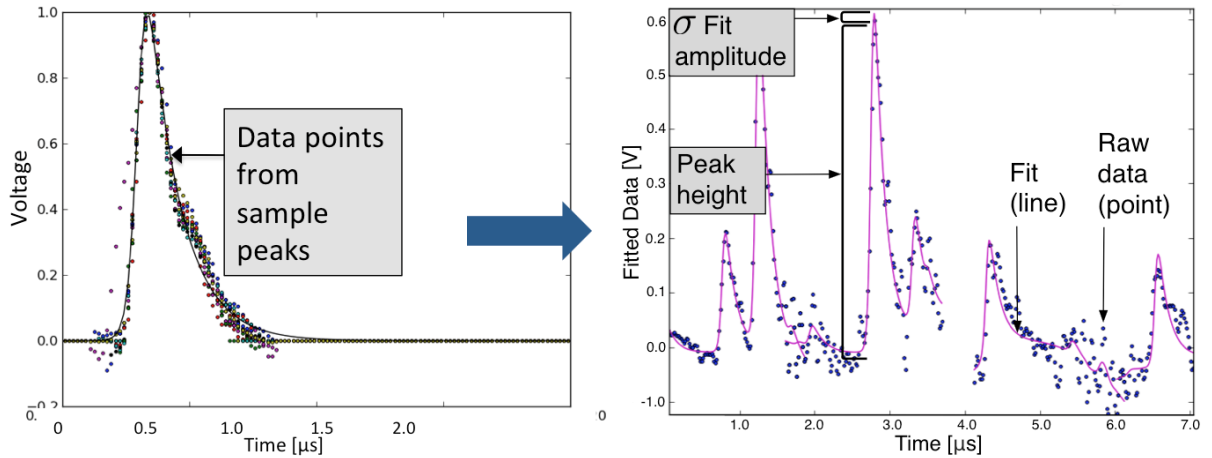 1.0
0.8
0.6
0.4
0.2
0.0
−0.2
0.
Voltage
Data points
from
sample
peaks
0
0.5
1.0
1.5
2.0
Time [μs]
0.6
0.5
0.4
0.3
0.2
0.1
0.0
-1.0
0
Fitted Data [V]
σ Fit
amplitude
Peak
height
Fit
(line)
Raw
data
(point)
1.0
2.0
3.0
4.0
5.0
6.0
7.0
Time [μs]